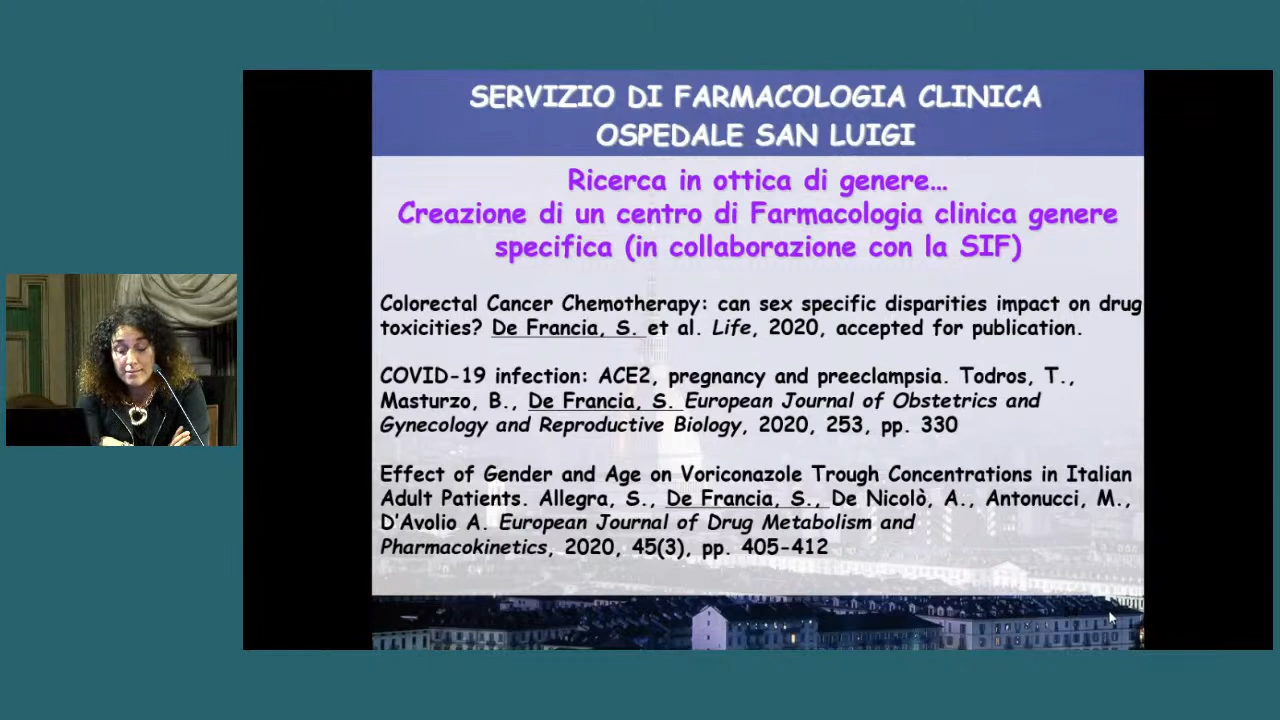 SERVIZIO DI FARMACOLOGIA CLINICA
OSPEDALE SAN LUIGI
Ricerca in ottica di genere…
Creazione di un centro di Farmacologia clinica genere
specifica (in collaborazione con la SIF)
Colorectal Cancer Chemotherapy: can sex specific disparities impact on drug
toxicities? De Francia, S. et al. Life, 2020, accepted for publication.
COVID-19 infection: ACE2, pregnancy and preeclampsia. Todros, T.,
Masturzo, B., De Francia, S. European Journal of Obstetrics and
Gynecology and Reproductive Biology, 2020, 253, pp. 330
Effect of Gender and Age on Voriconazole Trough Concentrations in Italian
Adult Patients. Allegra, S., De Francia, S., De Nicolò, A., Antonucci, M.,
D'Avolio A. European Journal of Drug Metabolism and
Pharmacokinetics, 2020, 45(3), pp. 405-412